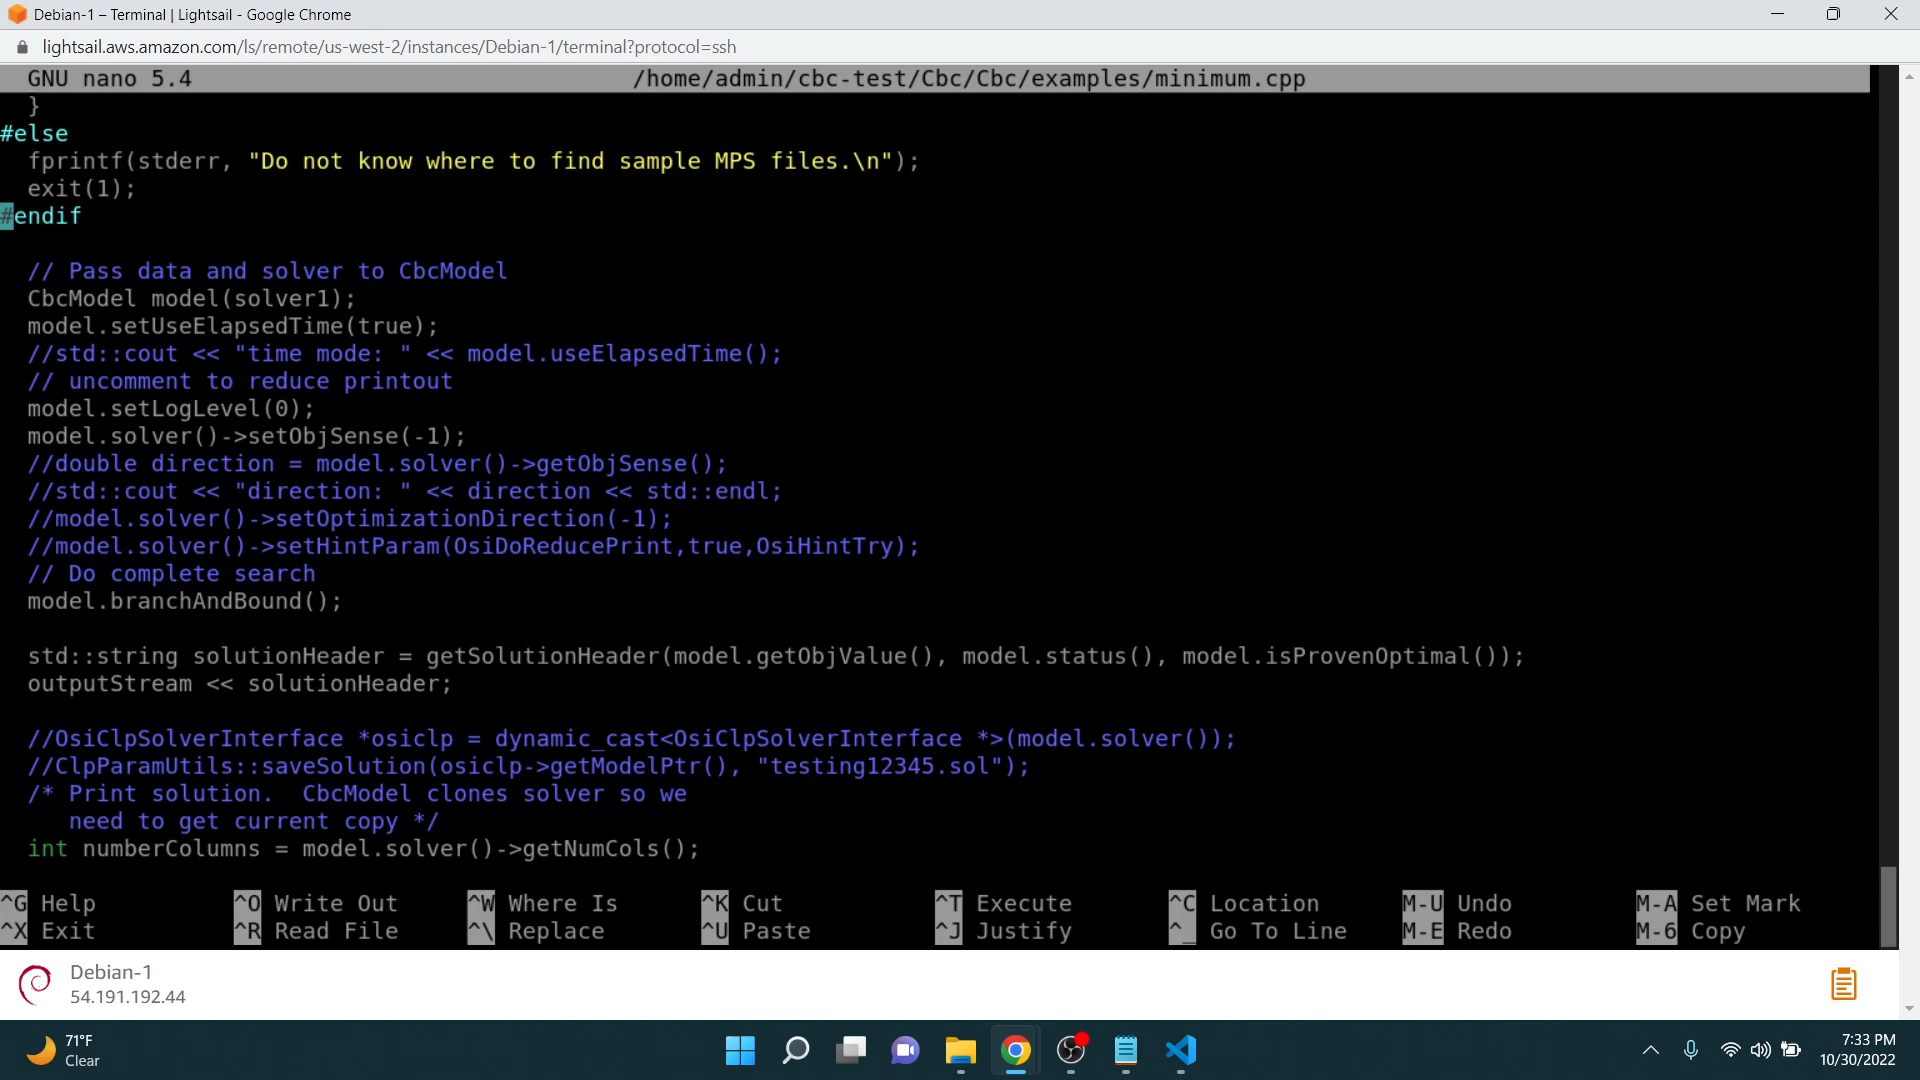 Debian-1 – Terminal | Lightsail - Google Chrome
lightsail.aws.amazon.com/ls/remote/us-west-2/instances/Debian-1/terminal?protocol=ssh
GNU nano 5.4 /home/admin/cbc-test/Cbc/Cbc/examples/minimum.cpp
}
#else
fprintf(stderr, "Do not know where to find sample MPS files.\n");
exit(1);
#endif
// Pass data and solver to CbcModel
CbcModel model(solver1);
model.setUseElapsedTime(true);
//std::cout << "time mode: " << model.useElapsedTime();
// uncomment to reduce printout
model.setLogLevel(0);
model.solver()->setObjSense(-1);
//double direction = model.solver()->getObjSense();
//std::cout << "direction: " << direction << std::endl;
//model.solver()->setOptimizationDirection(-1);
//model.solver()->setHintParam(OsiDoReducePrint,true,OsiHintTry);
// Do complete search
model.branchAndBound();
std::string solutionHeader = getSolutionHeader(model.getObjValue(), model.status(), model.isProvenOptimal());
outputStream << solutionHeader;
//OsiClpSolverInterface *osiclp = dynamic_cast<OsiClpSolverInterface *>(model.solver());
//ClpParamUtils::saveSolution(osiclp->getModelPtr(), "testing12345.sol");
/* Print solution.  CbcModel clones solver so we
need to get current copy */
int numberColumns = model.solver()->getNumCols();
^G Help ^O Write Out ^W Where Is ^K Cut ^T Execute ^C Location M-U Undo M-A Set Mark
^X Exit ^R Read File ^\ Replace ^U Paste ^J Justify ^_ Go To Line M-E Redo M-6 Copy
Debian-1
54.191.192.44
71°F
Clear
7:33 PM
10/30/2022